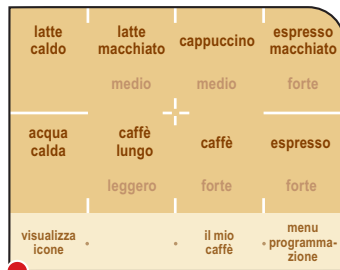 latte caldo
latte macchiato
cappuccino
espresso macchiato
medio
medio
forte
acqua calda
caffè lungo
caffè
espresso
leggero
forte
forte
visualizza icone
il mio caffè
menu programma-zione